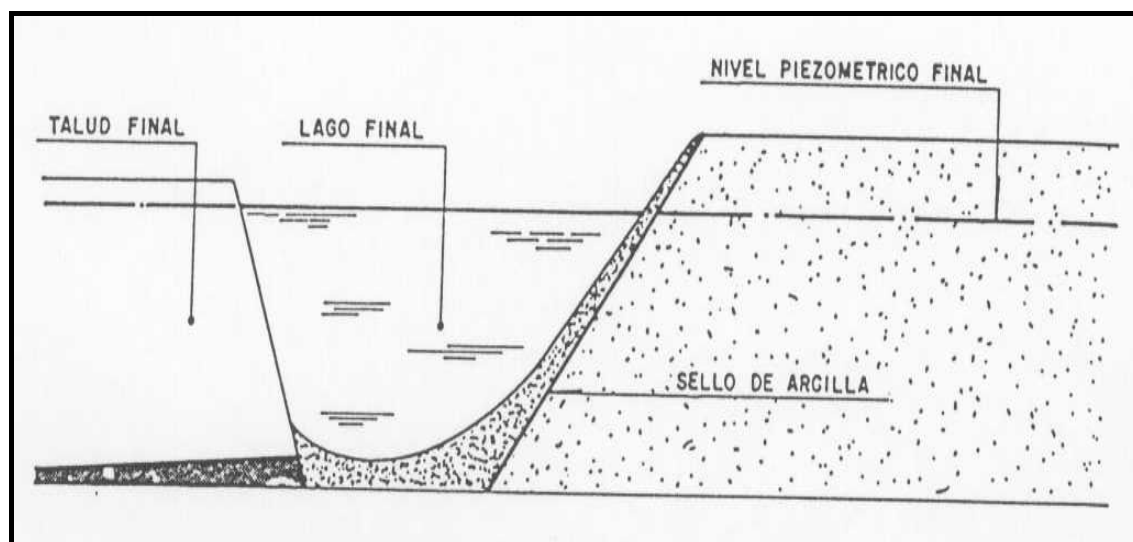 NIVEL PIEZOMETRICO FINAL
TALUD FINAL
LAGO FINAL
SELLO DE ARCILLA